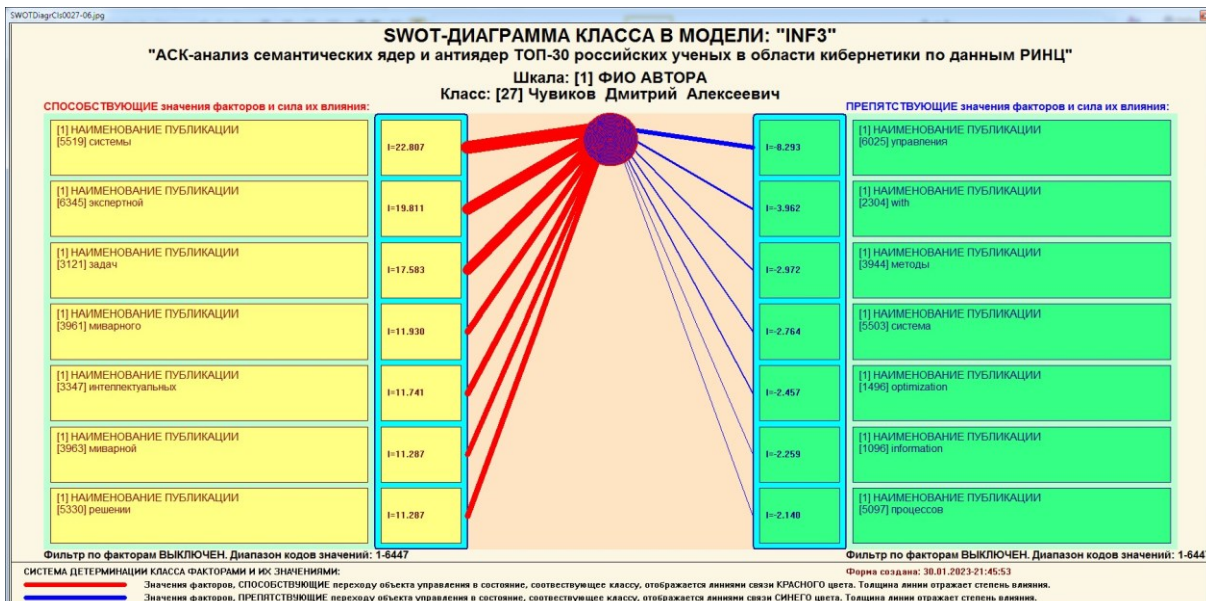 SWOTDiagrCls0027-06.jpg
SWOT-ДИАГРАММА КЛАССА В МОДЕЛИ: "INF3"
"АСК-анализ семантических ядер и антиядер ТОП-30 российских ученых в области кибернетики по данным РИНЦ"
Шкала: [1] ФИО АВТОРА
Класс: [27] Чувиков Дмитрий Алексеевич
СПОСОБСТВУЮЩИЕ значения факторов и сила их влияния:
[1] НАИМЕНОВАНИЕ ПУБЛИКАЦИИ
[5519] системы
I=22.807
[1] НАИМЕНОВАНИЕ ПУБЛИКАЦИИ
[6345] экспертной
I=19.811
[1] НАИМЕНОВАНИЕ ПУБЛИКАЦИИ
[3121] задач
I=17.583
[1] НАИМЕНОВАНИЕ ПУБЛИКАЦИИ
[3961] миварного
I=11.930
[1] НАИМЕНОВАНИЕ ПУБЛИКАЦИИ
[3347] интеллектуальных
I=11.741
[1] НАИМЕНОВАНИЕ ПУБЛИКАЦИИ
[3963] миварной
I=11.287
[1] НАИМЕНОВАНИЕ ПУБЛИКАЦИИ
[5330] решении
I=11.287
Фильтр по факторам ВЫКЛЮЧЕН. Диапазон кодов значений: 1-6447
ПРЕПЯТСТВУЮЩИЕ значения факторов и сила их влияния:
I=-8.293
[1] НАИМЕНОВАНИЕ ПУБЛИКАЦИИ
[6025] управления
I=-3.962
[1] НАИМЕНОВАНИЕ ПУБЛИКАЦИИ
[2304] with
I=-2.972
[1] НАИМЕНОВАНИЕ ПУБЛИКАЦИИ
[3944] методы
I=-2.764
[1] НАИМЕНОВАНИЕ ПУБЛИКАЦИИ
[5503] система
I=-2.457
[1] НАИМЕНОВАНИЕ ПУБЛИКАЦИИ
[1496] optimization
I=-2.259
[1] НАИМЕНОВАНИЕ ПУБЛИКАЦИИ
[1096] information
I=-2.140
[1] НАИМЕНОВАНИЕ ПУБЛИКАЦИИ
[5097] процессов
Фильтр по факторам ВЫКЛЮЧЕН. Диапазон кодов значений: 1-6447
СИСТЕМА ДЕТЕРМИНАЦИИ КЛАССА ФАКТОРАМИ И ИХ ЗНАЧЕНИЯМИ:
Форма создана: 30.01.2023-21:45:53
Значения факторов, СПОСОБСТВУЮЩИЕ переходу объекта управления в состояние, соответствующее классу, отображается линиями связи КРАСНОГО цвета. Толщина линии отражает степень влияния.
Значения факторов, ПРЕПЯТСТВУЮЩИЕ переходу объекта управления в состояние, соответствующее классу, отображается линиями связи СИНЕГО цвета. Толщина линии отражает степень влияния.